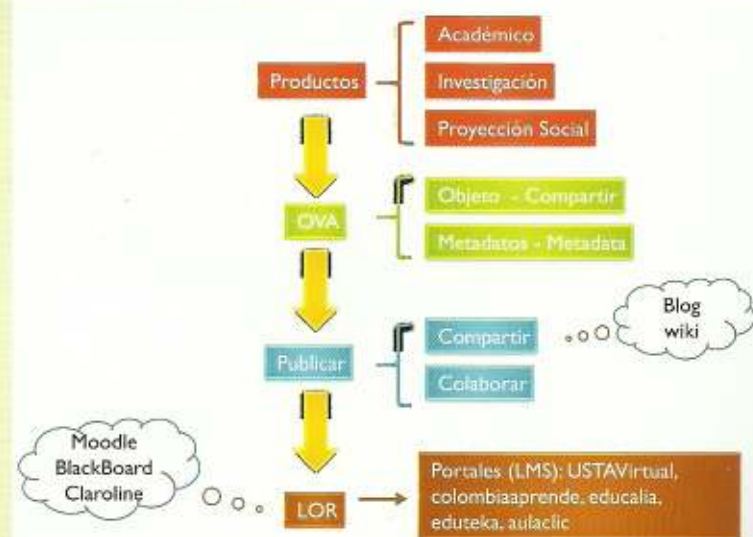 Productos
Académico
Investigación
Proyección Social
OVA
Objeto - Compartir
Metadatos - Metadata
Publicar
Compartir
Colaborar
Blog
wiki
Moodle
BlackBoard
Claroline
LOR
Portales (LMS): USTAVirtual,
colombiaaprende, educalia,
eduteka, aulaclic